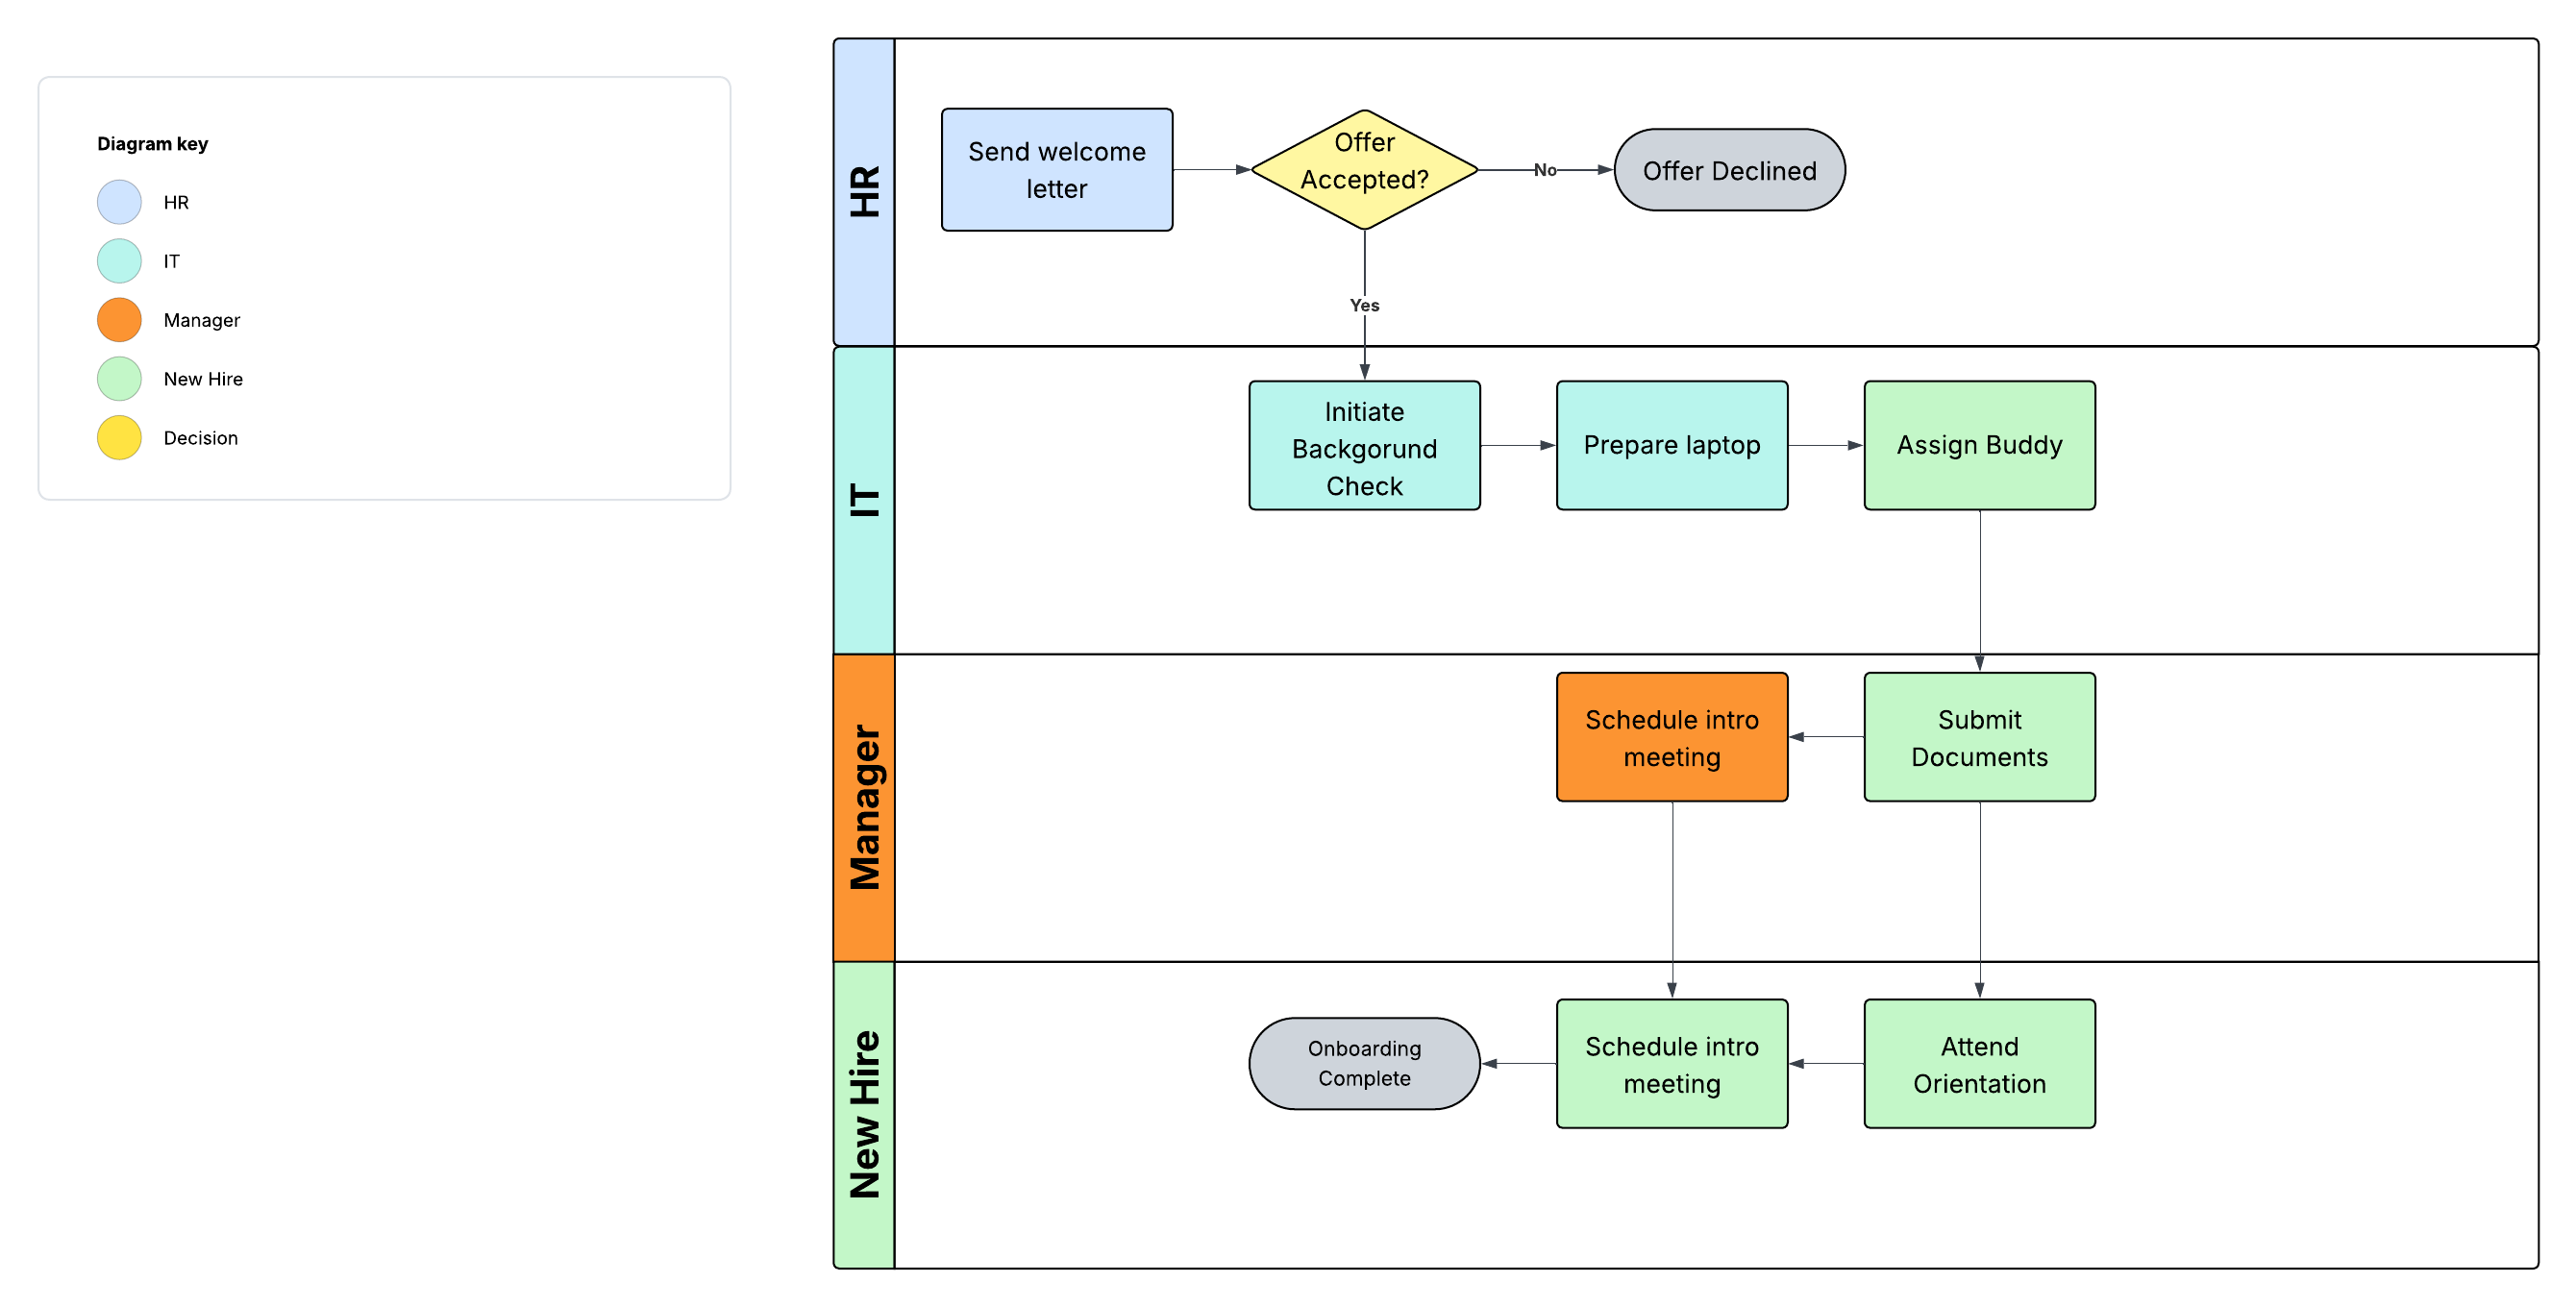 Diagram key
HR
IT
Manager
New Hire
Decision
HR
Send welcome
letter
Offer
Accepted?
No
Offer Declined
Yes
IT
Initiate
Backgorund
Check
Prepare laptop
Assign Buddy
Manager
Schedule intro
meeting
Submit
Documents
New Hire
Onboarding
Complete
Schedule intro
meeting
Attend
Orientation